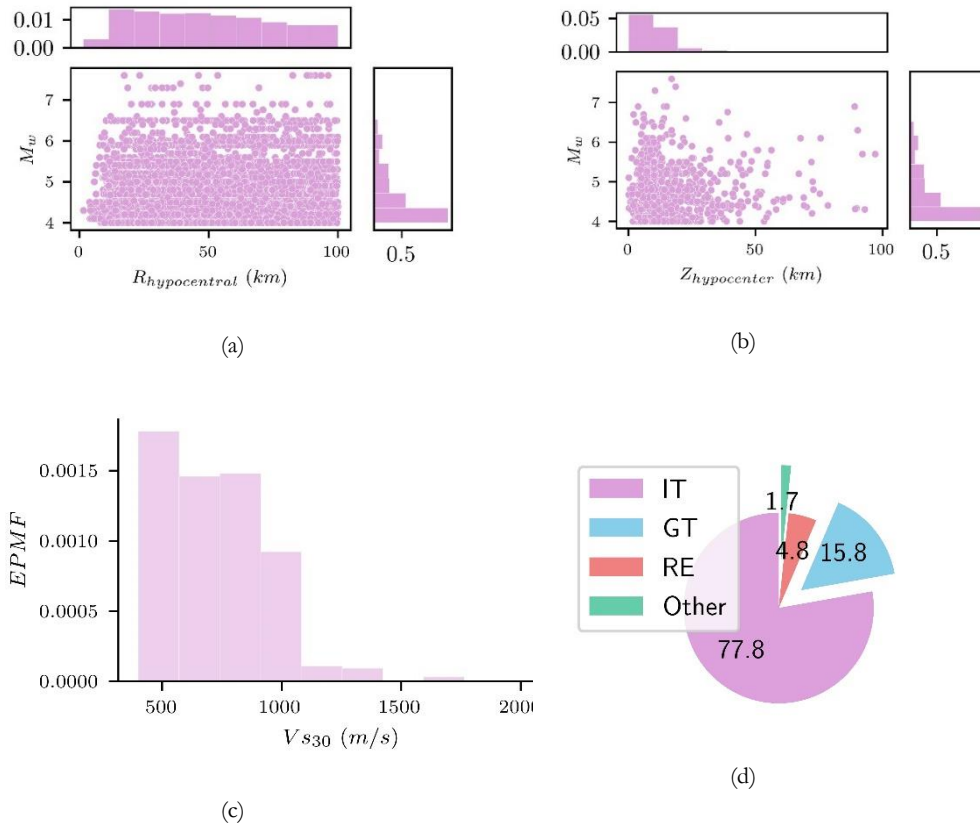 0.01
0.00
7
6
5
4
M_w
0
50
100
R_hypocentral (km)
0.5
(a)
0.05
0.00
7
6
5
4
M_w
0
50
100
Z_hypocenter (km)
0.5
(b)
0.0015
0.0010
0.0005
0.0000
EPMF
500
1000
1500
2000
Vs_30 (m/s)
(c)
IT
GT
RE
Other
1.7
4.8
15.8
77.8
(d)